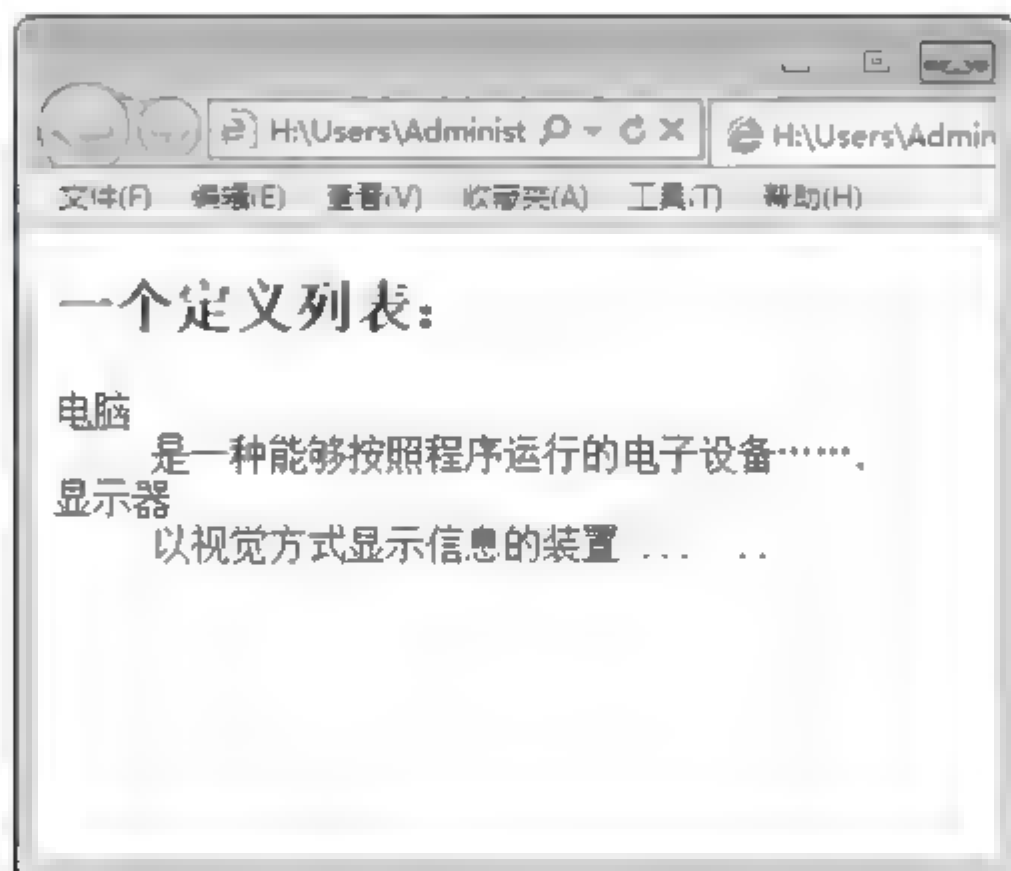 H:\Users\Administ
H:\Users\Admin
文件(F) 编辑(E) 查看(V) 收藏夹(A) 工具(T) 帮助(H)
一个定义列表：
电脑
是一种能够按照程序运行的电子设备…….
显示器
以视觉方式显示信息的装置 ... ..